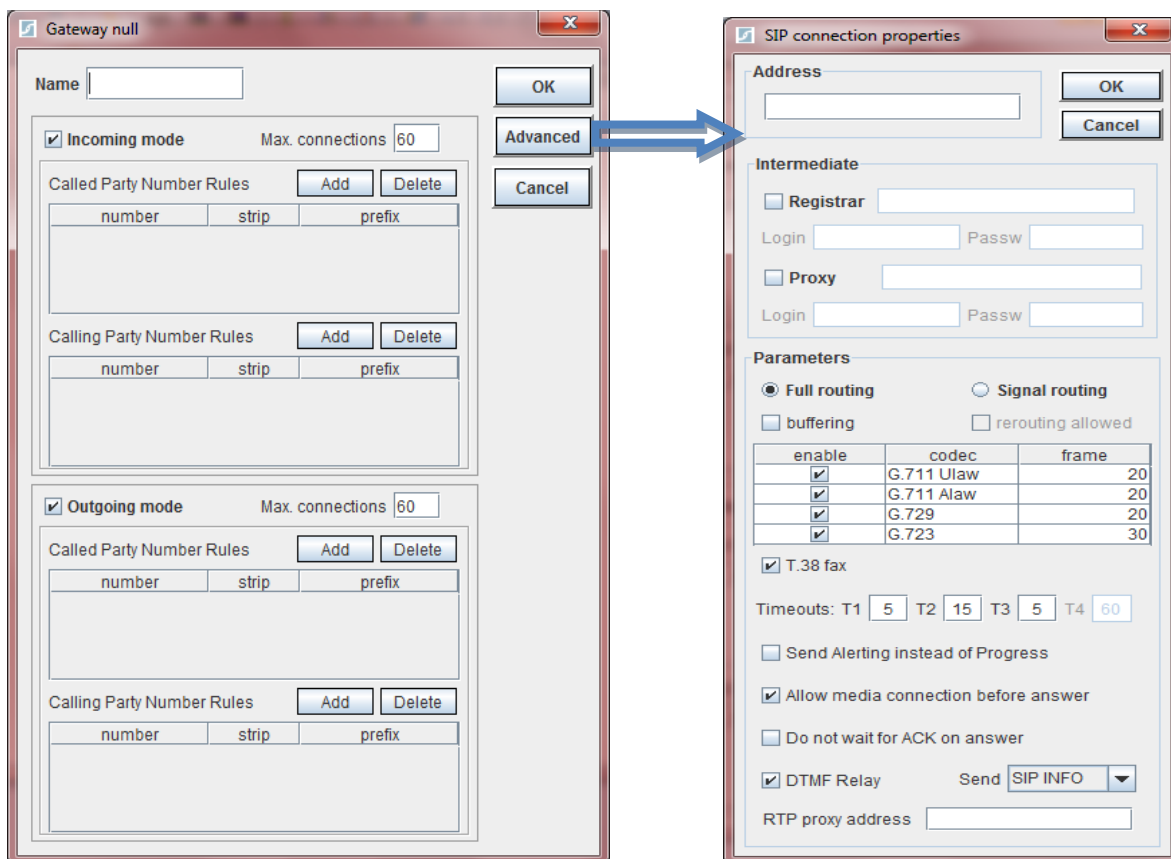 Gateway null
Name
OK
Incoming mode Max. connections 60
Advanced
Called Party Number Rules Add Delete
Cancel
number strip prefix
Calling Party Number Rules Add Delete
number strip prefix
Outgoing mode Max. connections 60
Called Party Number Rules Add Delete
number strip prefix
Calling Party Number Rules Add Delete
number strip prefix
SIP connection properties
Address
OK
Cancel
Intermediate
Registrar
Login Passw
Proxy
Login Passw
Parameters
Full routing Signal routing
buffering rerouting allowed
enable codec frame
G.711 Ulaw 20
G.711 Alaw 20
G.729 20
G.723 30
T.38 fax
Timeouts: T1 5 T2 15 T3 5 T4 60
Send Alerting instead of Progress
Allow media connection before answer
Do not wait for ACK on answer
DTMF Relay Send SIP INFO
RTP proxy address